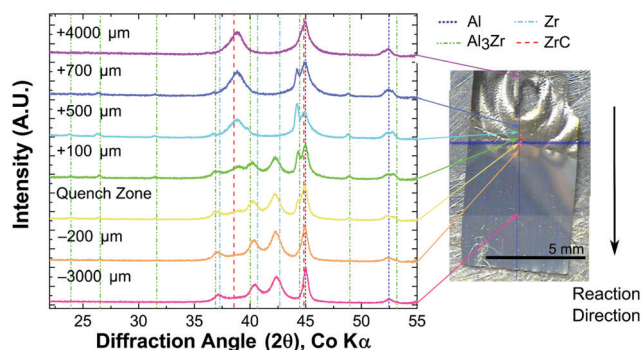 Intensity (A.U.)
+4000 µm
+700 µm
+500 µm
+100 µm
Quench Zone
−200 µm
−3000 µm
22 25 30 35 40 45 50 55
Diffraction Angle (2θ), Co Kα
Al
Zr
Al₃Zr
ZrC
5 mm
Reaction
Direction